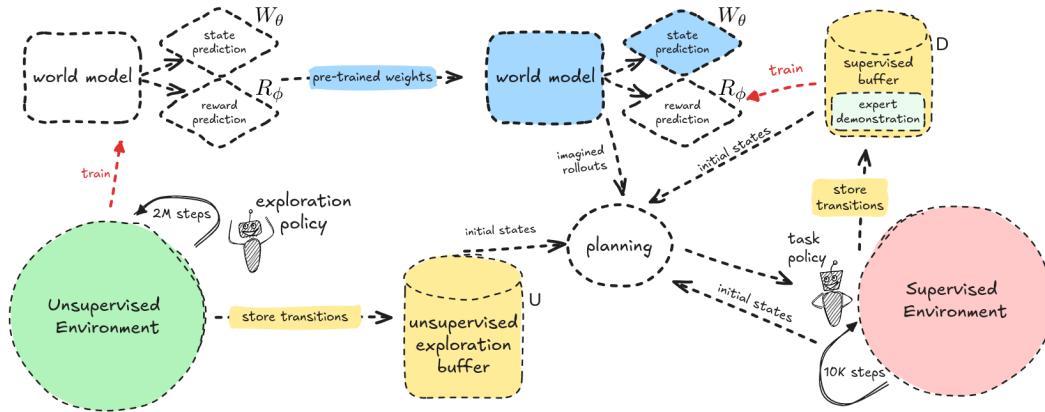 world model
state
prediction
W_θ
reward
prediction
R_ϕ
pre-trained weights
world model
state
prediction
W_θ
reward
prediction
R_ϕ
train
supervised
buffer
expert
demonstration
D
train
2M steps
exploration
policy
imagined
rollouts
initial states
store
transitions
Unsupervised
Environment
store transitions
initial states
unsupervised
exploration
buffer
U
planning
task
policy
initial states
10K steps
Supervised
Environment